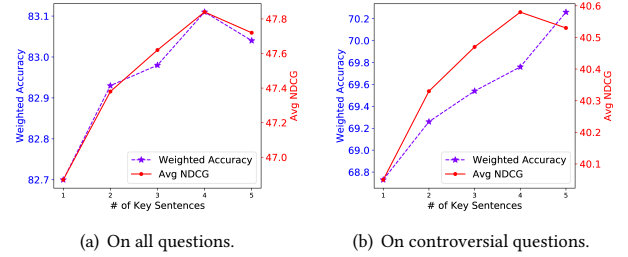 83.1
83.0
82.9
82.8
82.7
Weighted Accuracy
47.8
47.6
47.4
47.2
47.0
Avg NDCG
Weighted Accuracy
Avg NDCG
1 2 3 4 5
# of Key Sentences
(a) On all questions.
70.2
70.0
69.8
69.6
69.4
69.2
69.0
68.8
Weighted Accuracy
40.6
40.5
40.4
40.3
40.2
40.1
Avg NDCG
Weighted Accuracy
Avg NDCG
1 2 3 4 5
# of Key Sentences
(b) On controversial questions.